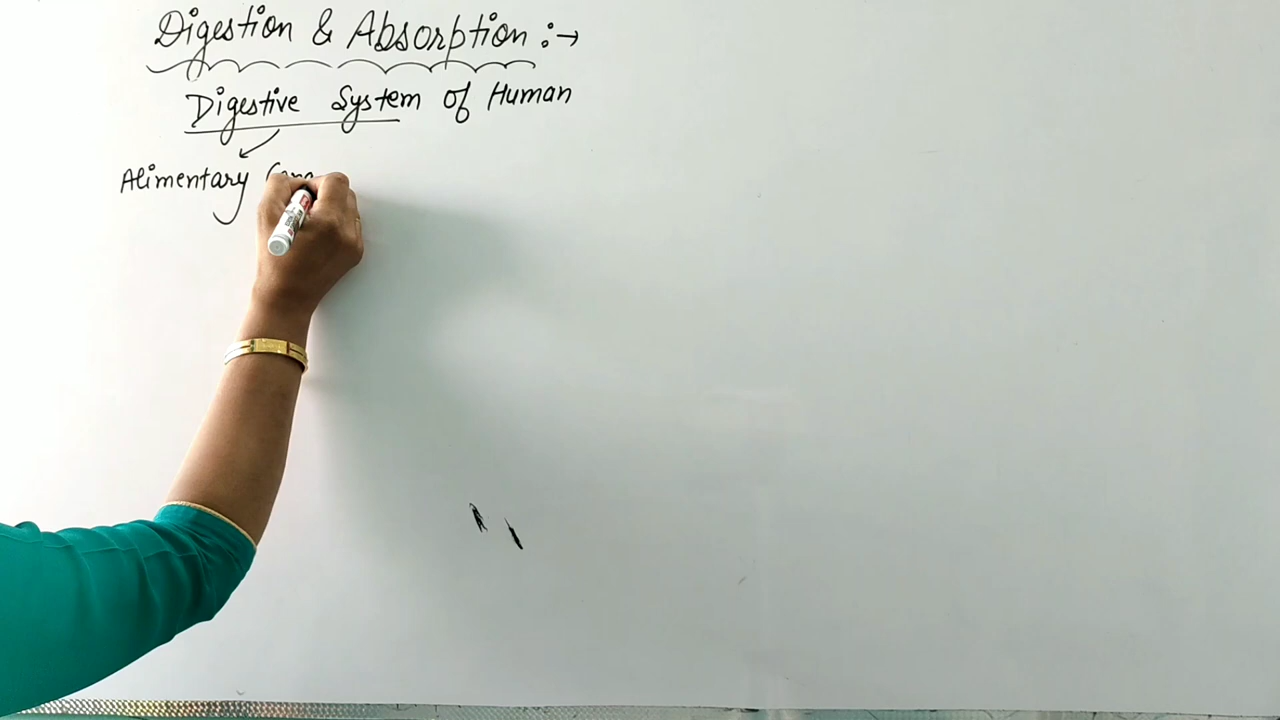 Digestion & Absorption :→
Digestive System of Human
Alimentary